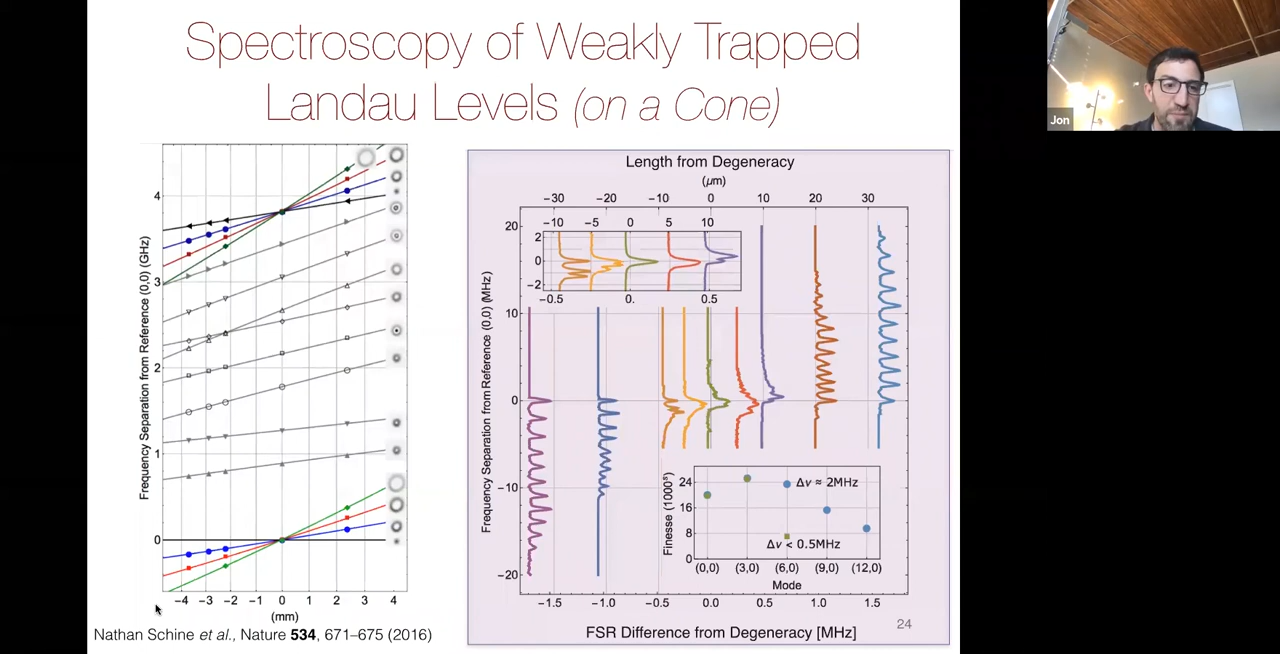 Spectroscopy of Weakly Trapped
Landau Levels (on a Cone)
Jon
Frequency Separation from Reference (0,0) (GHz)
4
3
2
1
0
−4 −3 −2 −1 0 1 2 3 4
(mm)
Nathan Schine et al., Nature 534, 671–675 (2016)
Length from Degeneracy
(μm)
−30 −20 −10 0 10 20 30
Frequency Separation from Reference (0,0) (MHz)
20
10
0
−10
−20
−10 −5 0 5 10
2
0
−2
−0.5 0. 0.5
Finesse (1000s)
24
16
8
0
Δν ≈ 2MHz
Δν < 0.5MHz
(0,0) (3,0) (6,0) (9,0) (12,0)
Mode
−1.5 −1.0 −0.5 0.0 0.5 1.0 1.5
FSR Difference from Degeneracy [MHz]
24